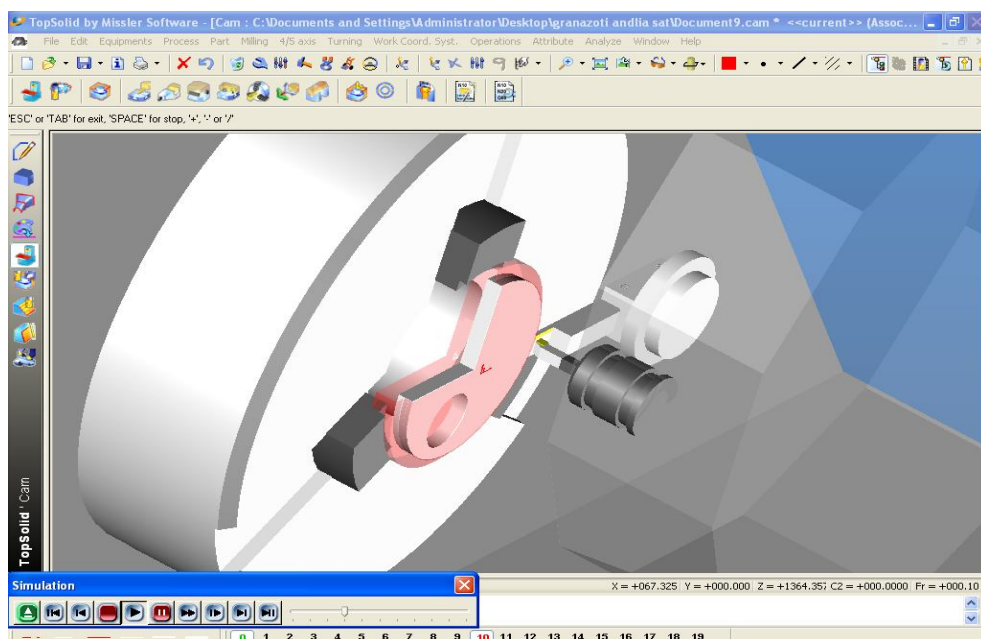 TopSolid by Missler Software - [Cam : C:\Documents and Settings\Administrator\Desktop\granazoti andlia sat\Document9.cam * <<current>> (Assoc...
File Edit Equipments Process Part Milling 4/5 axis Turning Work Coord. Syst. Operations Attribute Analyze Window Help
'ESC' or 'TAB' for exit, 'SPACE' for stop, '+', '-' or '/'
TopSolid'Cam
Simulation
X = +067.325 Y = +000.000 Z = +1364.357 C2 = +000.0000 Fr = +000.10
0 1 2 3 4 5 6 7 8 9 10 11 12 13 14 15 16 17 18 19